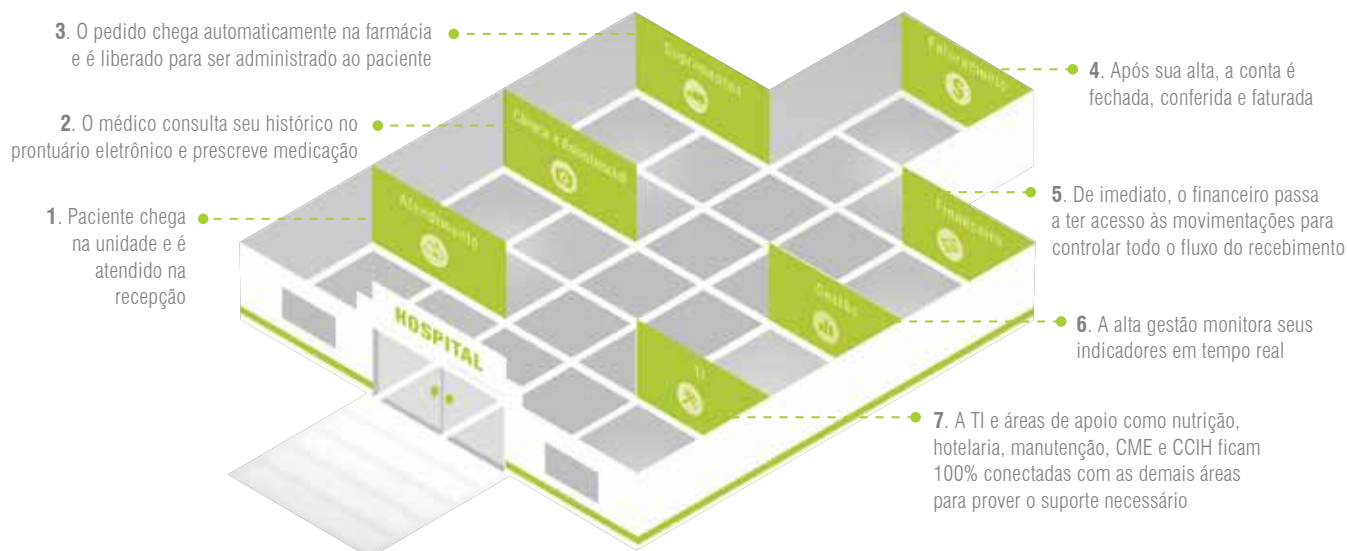 1. Paciente chega
na unidade e é
atendido na
recepção
2. O médico consulta seu histórico no
prontuário eletrônico e prescreve medicação
3. O pedido chega automaticamente na farmácia
e é liberado para ser administrado ao paciente
4. Após sua alta, a conta é
fechada, conferida e faturada
5. De imediato, o financeiro passa
a ter acesso às movimentações para
controlar todo o fluxo do recebimento
6. A alta gestão monitora seus
indicadores em tempo real
7. A TI e áreas de apoio como nutrição,
hotelaria, manutenção, CME e CCIH ficam
100% conectadas com as demais áreas
para prover o suporte necessário
Atendimento
Clínica e Assistencial
Suprimentos
Faturamento
Financeiro
Gestão
TI
HOSPITAL